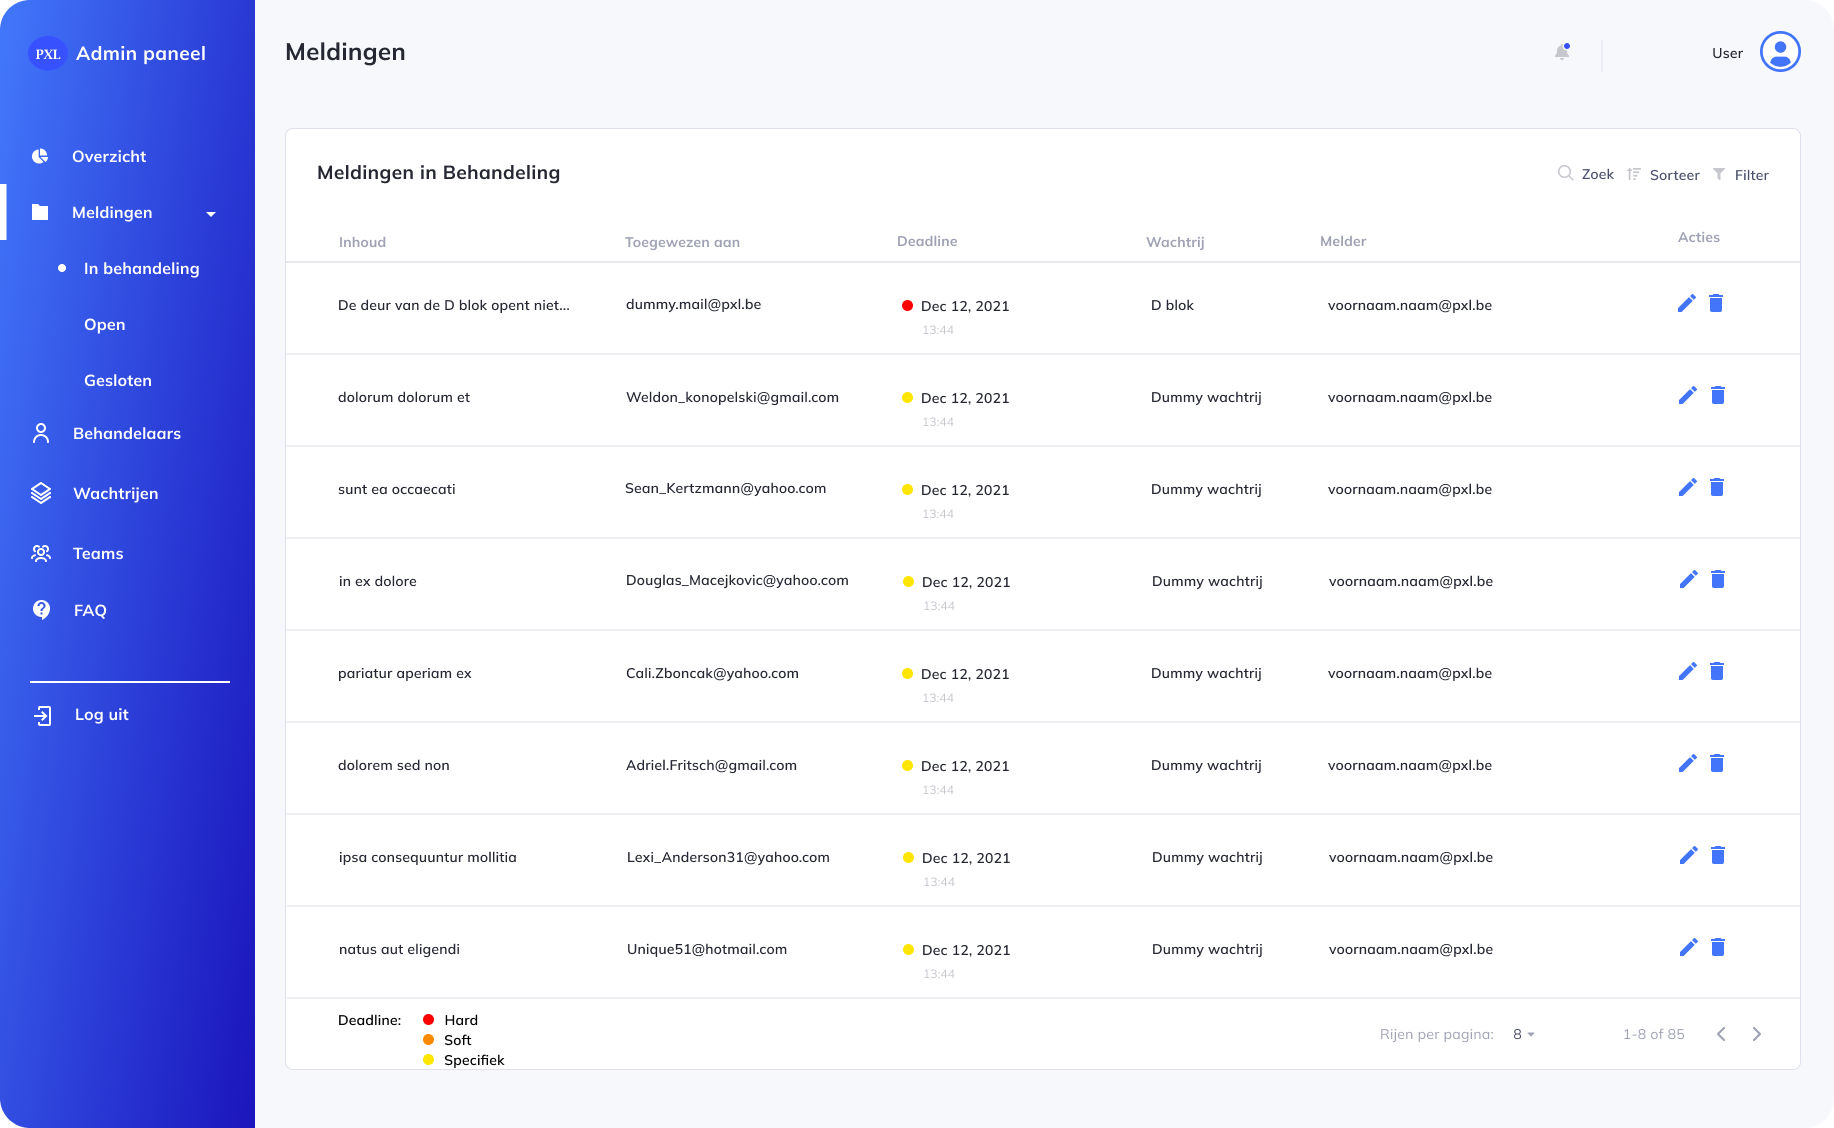 PXL Admin paneel
Overzicht
Meldingen
In behandeling
Open
Gesloten
Behandelaars
Wachtrijen
Teams
FAQ
Log uit
Meldingen
User
Meldingen in Behandeling
Zoek Sorteer Filter
Inhoud Toegewezen aan Deadline Wachtrij Melder Acties
De deur van de D blok opent niet... dummy.mail@pxl.be Dec 12, 2021 D blok voornaam.naam@pxl.be
13:44
dolorum dolorum et Weldon_konopelski@gmail.com Dec 12, 2021 Dummy wachtrij voornaam.naam@pxl.be
13:44
sunt ea occaecati Sean_Kertzmann@yahoo.com Dec 12, 2021 Dummy wachtrij voornaam.naam@pxl.be
13:44
in ex dolore Douglas_Macejkovic@yahoo.com Dec 12, 2021 Dummy wachtrij voornaam.naam@pxl.be
13:44
pariatur aperiam ex Cali.Zboncak@yahoo.com Dec 12, 2021 Dummy wachtrij voornaam.naam@pxl.be
13:44
dolorem sed non Adriel.Fritsch@gmail.com Dec 12, 2021 Dummy wachtrij voornaam.naam@pxl.be
13:44
ipsa consequuntur mollitia Lexi_Anderson31@yahoo.com Dec 12, 2021 Dummy wachtrij voornaam.naam@pxl.be
13:44
natus aut eligendi Unique51@hotmail.com Dec 12, 2021 Dummy wachtrij voornaam.naam@pxl.be
13:44
Deadline: Hard
Soft
Specifiek
Rijen per pagina: 8 1-8 of 85